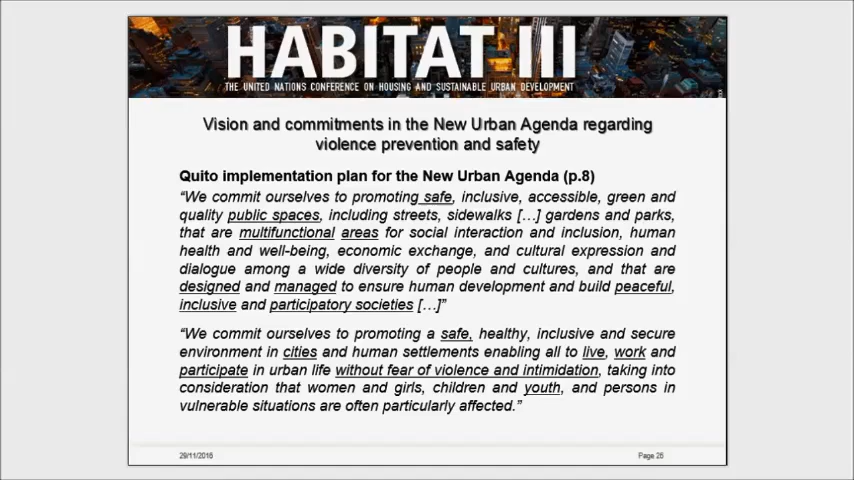 HABITAT III
THE UNITED NATIONS CONFERENCE ON HOUSING AND SUSTAINABLE URBAN DEVELOPMENT
Vision and commitments in the New Urban Agenda regarding
violence prevention and safety
Quito implementation plan for the New Urban Agenda (p.8)
“We commit ourselves to promoting safe, inclusive, accessible, green and
quality public spaces, including streets, sidewalks […] gardens and parks,
that are multifunctional areas for social interaction and inclusion, human
health and well-being, economic exchange, and cultural expression and
dialogue among a wide diversity of people and cultures, and that are
designed and managed to ensure human development and build peaceful,
inclusive and participatory societies […]”
“We commit ourselves to promoting a safe, healthy, inclusive and secure
environment in cities and human settlements enabling all to live, work and
participate in urban life without fear of violence and intimidation, taking into
consideration that women and girls, children and youth, and persons in
vulnerable situations are often particularly affected.”
29/11/2016
Page 26